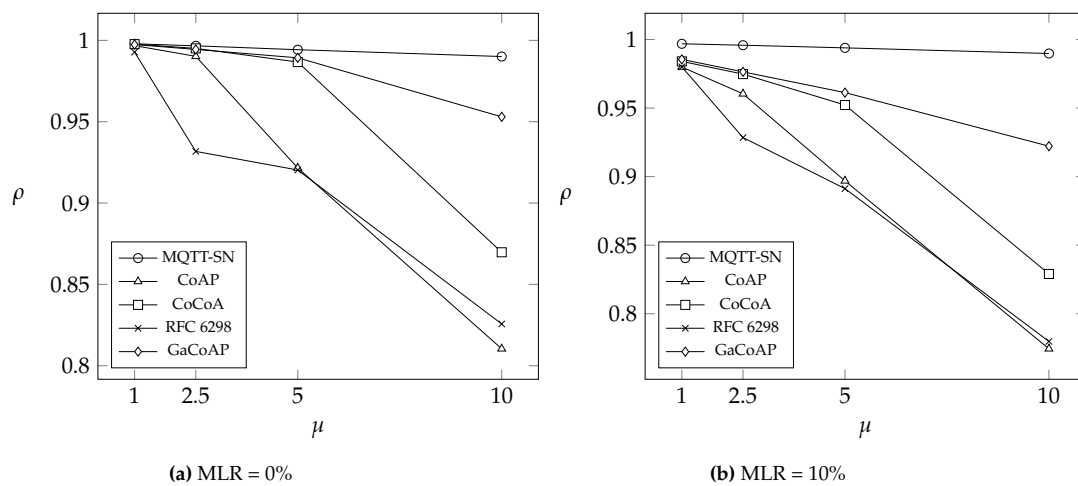 1
0.95
ρ
0.9
0.85
0.8
MQTT-SN
CoAP
CoCoA
RFC 6298
GaCoAP
1 2.5 5 10
μ
(a) MLR = 0%
1
0.95
0.9
ρ
0.85
0.8
MQTT-SN
CoAP
CoCoA
RFC 6298
GaCoAP
1 2.5 5 10
μ
(b) MLR = 10%